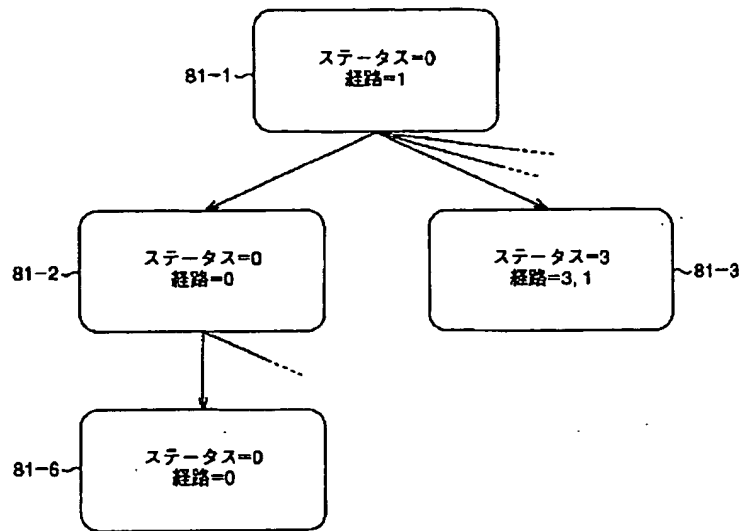 81-1
ステータス=0
経路=1
81-2
ステータス=0
経路=0
ステータス=3
経路=3, 1
81-3
81-6
ステータス=0
経路=0